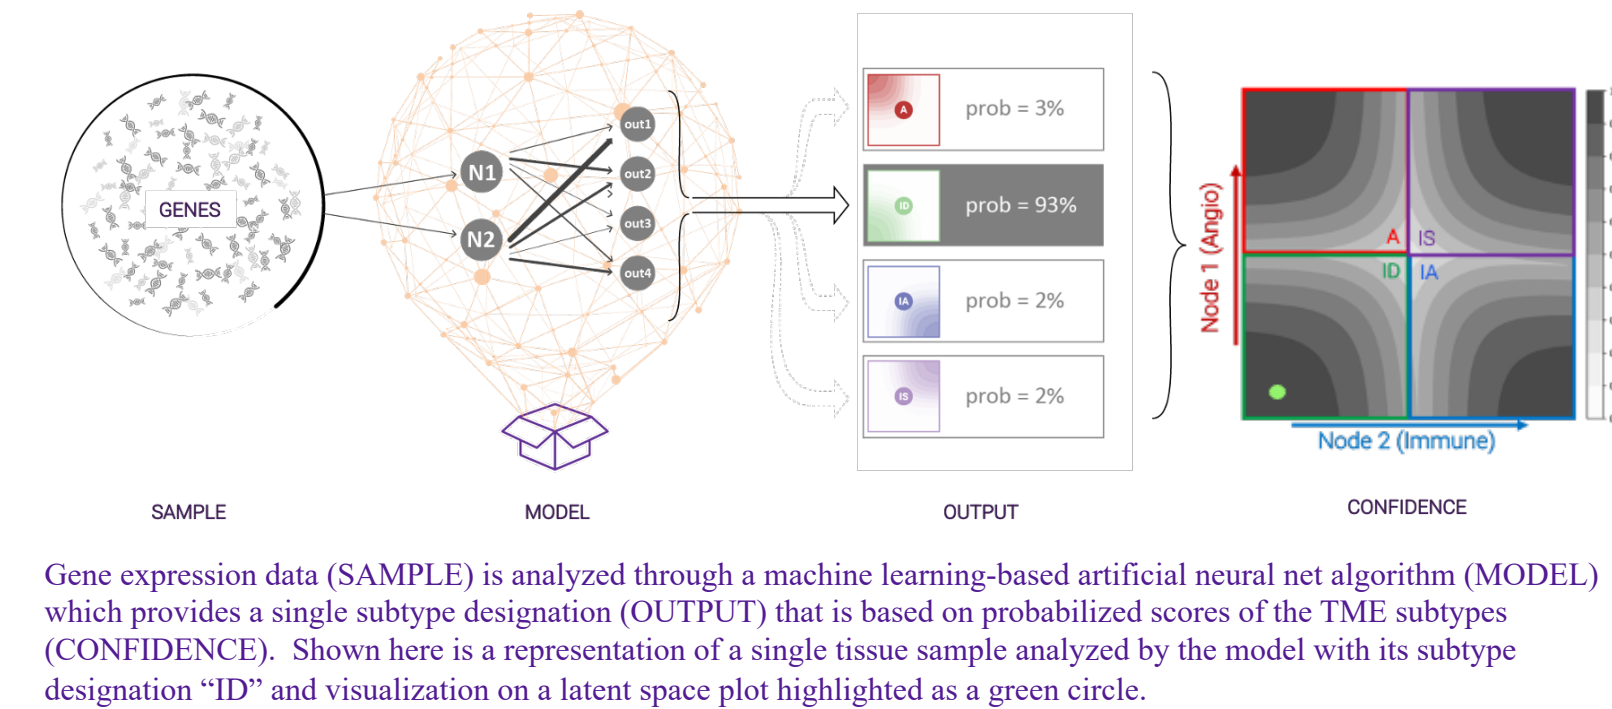 GENES
N1
N2
out1
out2
out3
out4
A
prob = 3%
ID
prob = 93%
IA
prob = 2%
IS
prob = 2%
Node 1 (Angio)
A
IS
ID
IA
Node 2 (Immune)
SAMPLE
MODEL
OUTPUT
CONFIDENCE
Gene expression data (SAMPLE) is analyzed through a machine learning-based artificial neural net algorithm (MODEL)
which provides a single subtype designation (OUTPUT) that is based on probabilized scores of the TME subtypes
(CONFIDENCE).  Shown here is a representation of a single tissue sample analyzed by the model with its subtype
designation “ID” and visualization on a latent space plot highlighted as a green circle.